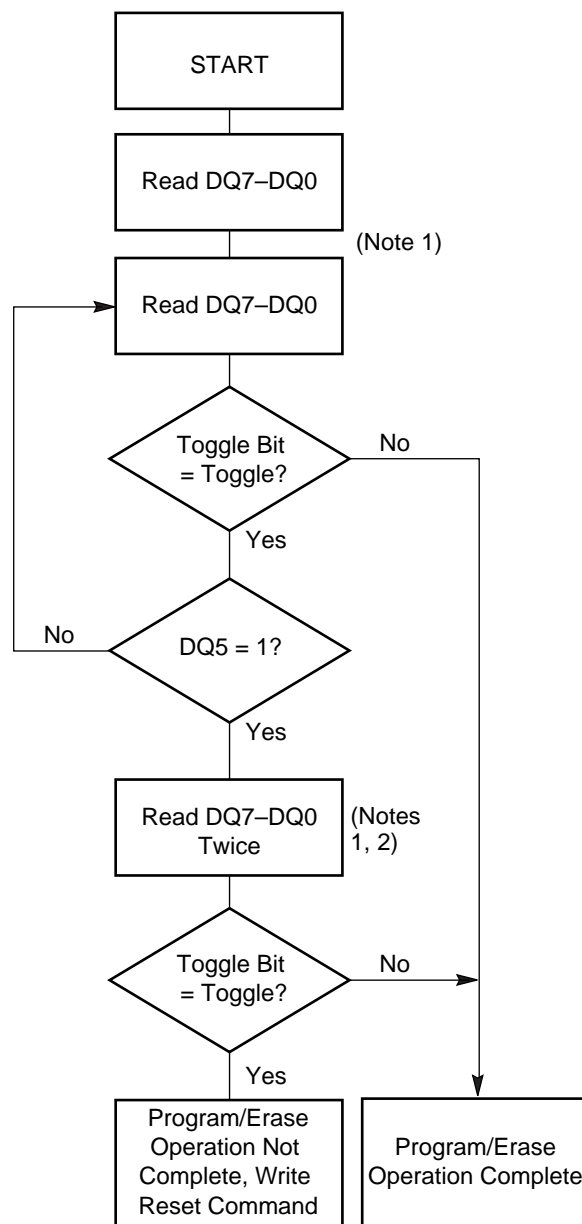 START
Read DQ7–DQ0
(Note 1)
Read DQ7–DQ0
Toggle Bit
= Toggle?
No
Yes
No
DQ5 = 1?
Yes
Read DQ7–DQ0
Twice
(Notes
1, 2)
Toggle Bit
= Toggle?
No
Yes
Program/Erase
Operation Not
Complete, Write
Reset Command
Program/Erase
Operation Complete